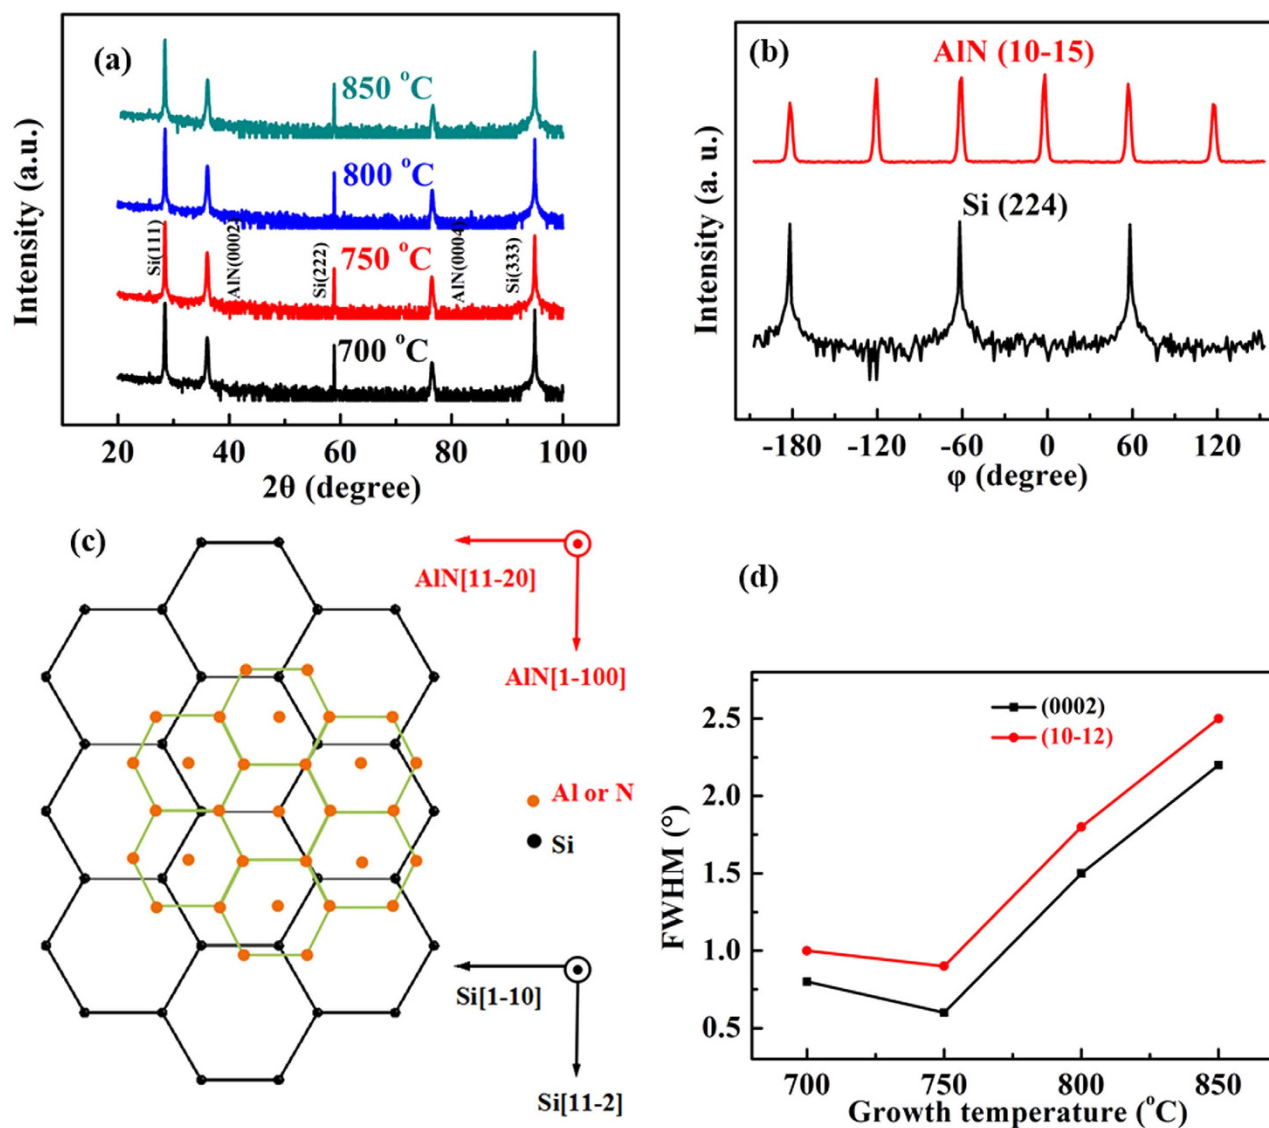 (a)
850 °C
800 °C
Si(111)
AlN(0002)
Si(222)
750 °C
AlN(0004)
Si(333)
700 °C
Intensity (a.u.)
20 40 60 80 100
2θ (degree)
(b)
AlN (10-15)
Si (224)
Intensity (a. u.)
-180 -120 -60 0 60 120
φ (degree)
(c)
AlN[11-20]
AlN[1-100]
Al or N
Si
Si[1-10]
Si[11-2]
(d)
(0002)
(10-12)
2.5
2.0
1.5
1.0
0.5
FWHM (°)
700 750 800 850
Growth temperature (°C)